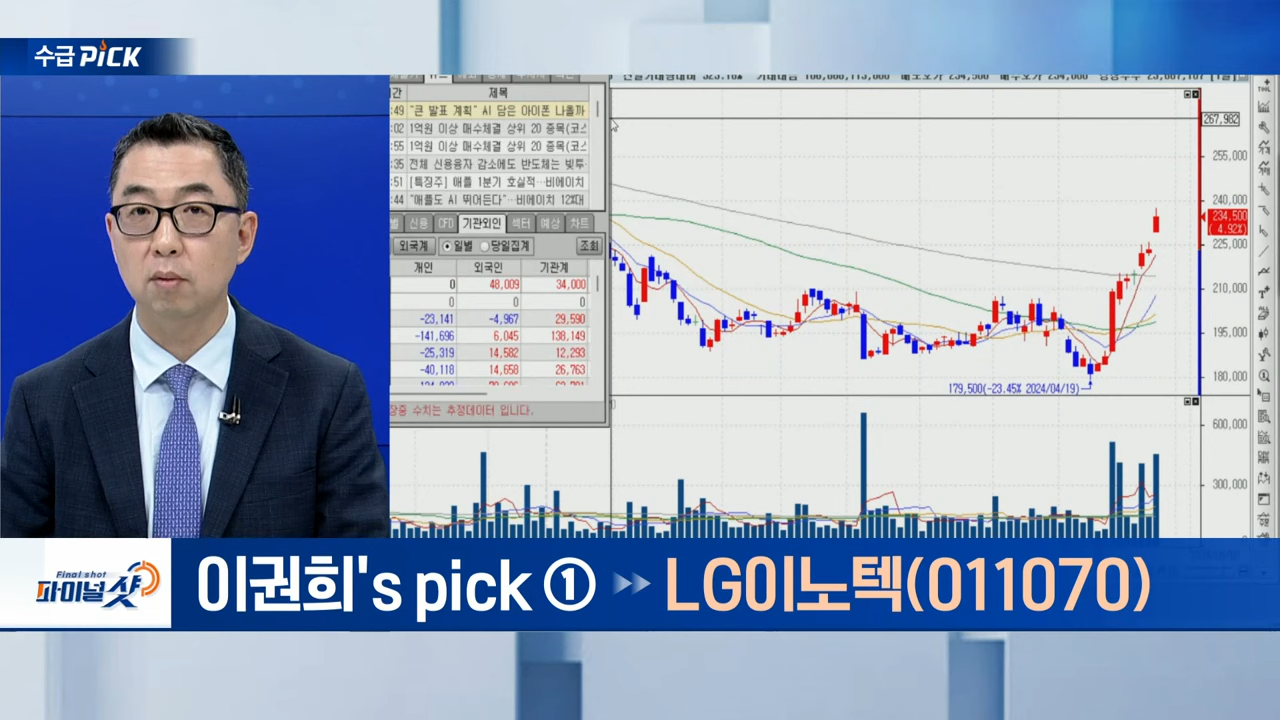 수급 PiCK
제목
:49 "큰 발표 계획" AI 담은 아이폰 나올까
:02 1억원 이상 매수체결 상위 20 종목(코스
:55 1억원 이상 매수체결 상위 20 종목(코스
:35 전체 신용융자 감소에도 반도체는 빚투
:51 [특징주] 애플 1분기 호실적…비에이치
:44 "애플도 AI 뛰어든다"…비에이치 12%대
신용 CFD 기관외인 섹터 예상 차트
외국계 일별 당일집계 조회
개인 외국인 기관계
0 48,009 34,000
0 0 0
-23,141 -4,967 29,590
-141,696 6,045 138,149
-25,319 14,582 12,293
-40,118 14,658 26,763
장중 수치는 추정데이터 입니다.
267,982
255,000
240,000
234,500
( 4.92%)
225,000
210,000
195,000
180,000
179,500(-23.45% 2024/04/19)
600,000
300,000
Final shot
파이널 샷
이권희's pick ① LG이노텍(011070)